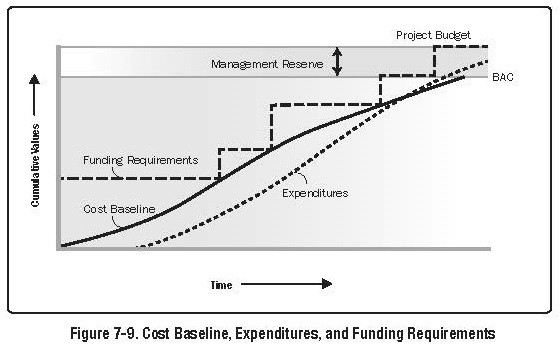 Project Budget
Management Reserve
BAC
Cumulative Values
Funding Requirements
Expenditures
Cost Baseline
Time
Figure 7-9. Cost Baseline, Expenditures, and Funding Requirements